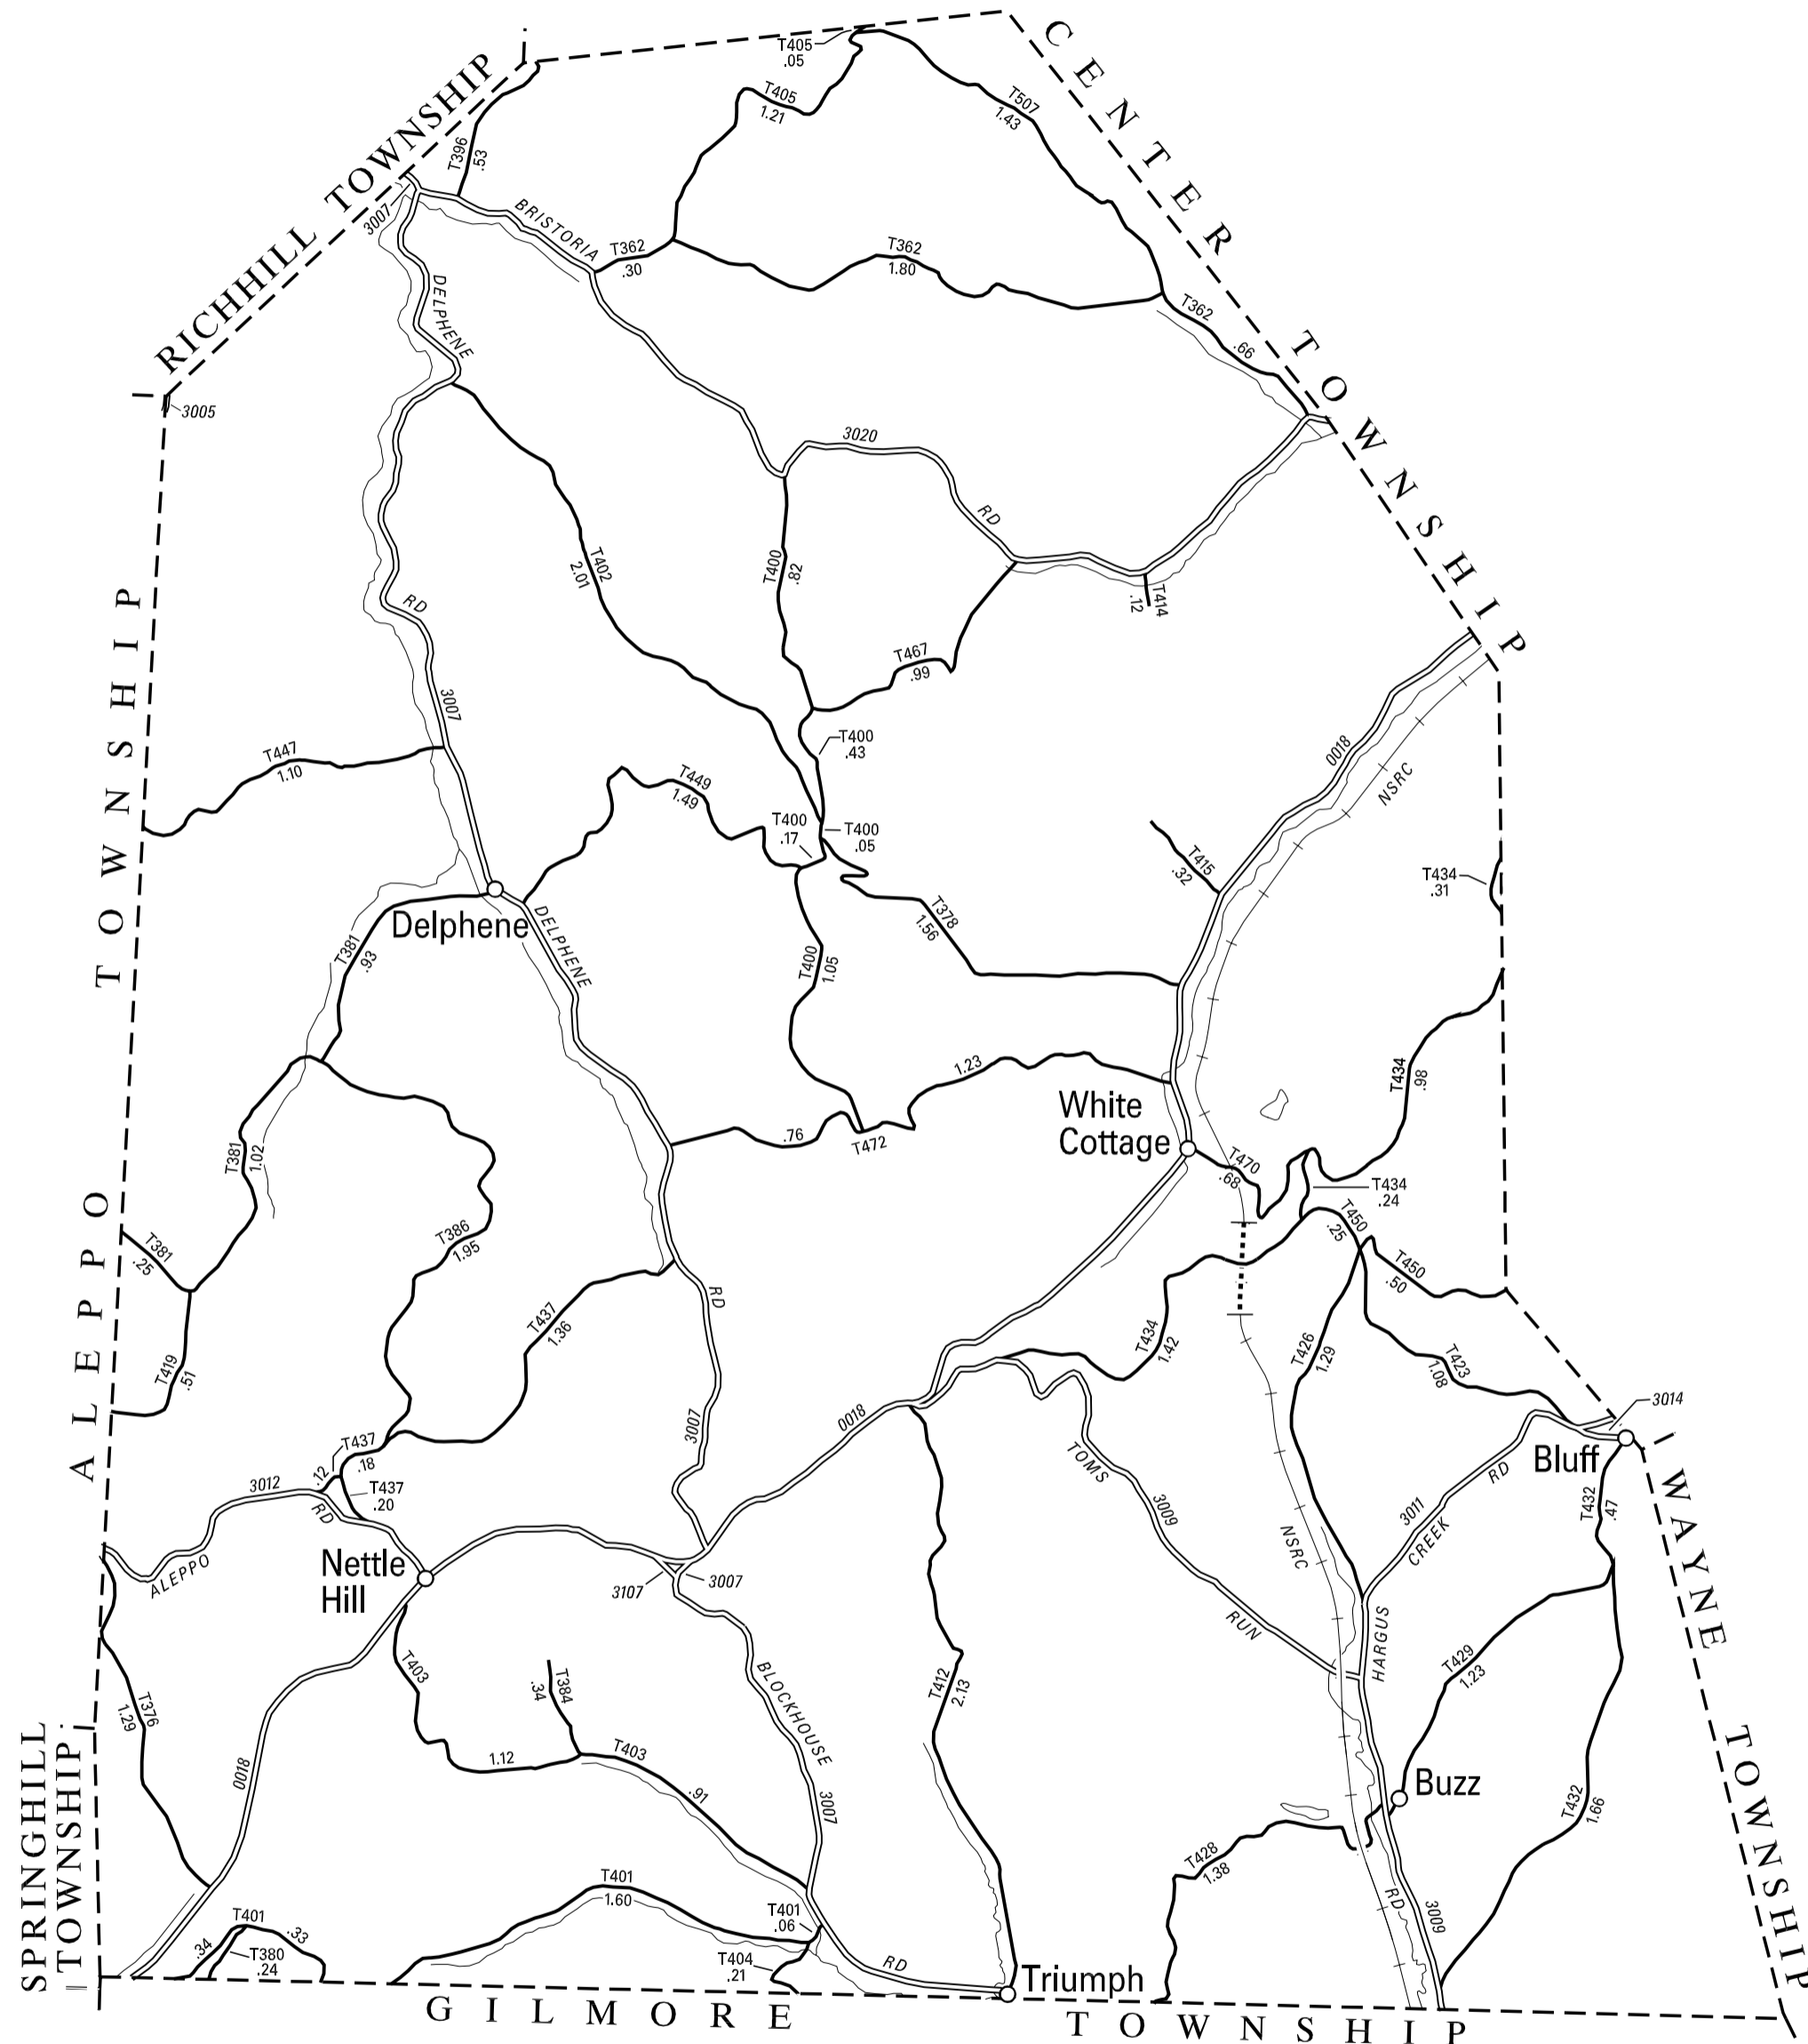 CENTER TOWNSHIP
RICHHILL TOWNSHIP
T405
.05
T405
1.21
T507
1.43
T396
.53
3007
BRISTORIA
T362
.30
T362
1.80
T362
.66
DELPHENE
3005
3020
RD
T402
2.01
T400
.82
T414
.12
RD
T467
.99
3007
T400
.43
0018
NSRC
T447
1.10
T449
1.49
T400
.17
T400
.05
T415
.32
T434
.31
ALEPPO TOWNSHIP
Delphene
DELPHENE
T378
1.56
T381
.93
T400
1.05
1.23
T434
.98
White
Cottage
.76
T472
T381
1.02
T470
.68
T434
.24
T450
.25
T450
.50
T386
1.95
T381
.25
RD
T437
1.36
T434
1.42
T426
1.29
T423
1.08
T419
.51
3014
3007
0018
Bluff
T437
.12
.18
T437
.20
3012
RD
TOMS
3009
RD
3011
CREEK
T432
.47
NSRC
WAYNE TOWNSHIP
ALEPPO
Nettle
Hill
3107
3007
RUN
HARGUS
T403
T384
.34
BLOCKHOUSE
T412
2.13
T429
1.23
T376
1.29
SPRINGHILL
TOWNSHIP
0018
1.12
T403
.91
3007
Buzz
T432
1.66
T428
1.38
T401
1.60
T401
.06
RD
3009
T401
.34
.33
T380
.24
T404
.21
RD
Triumph
GILMORE TOWNSHIP